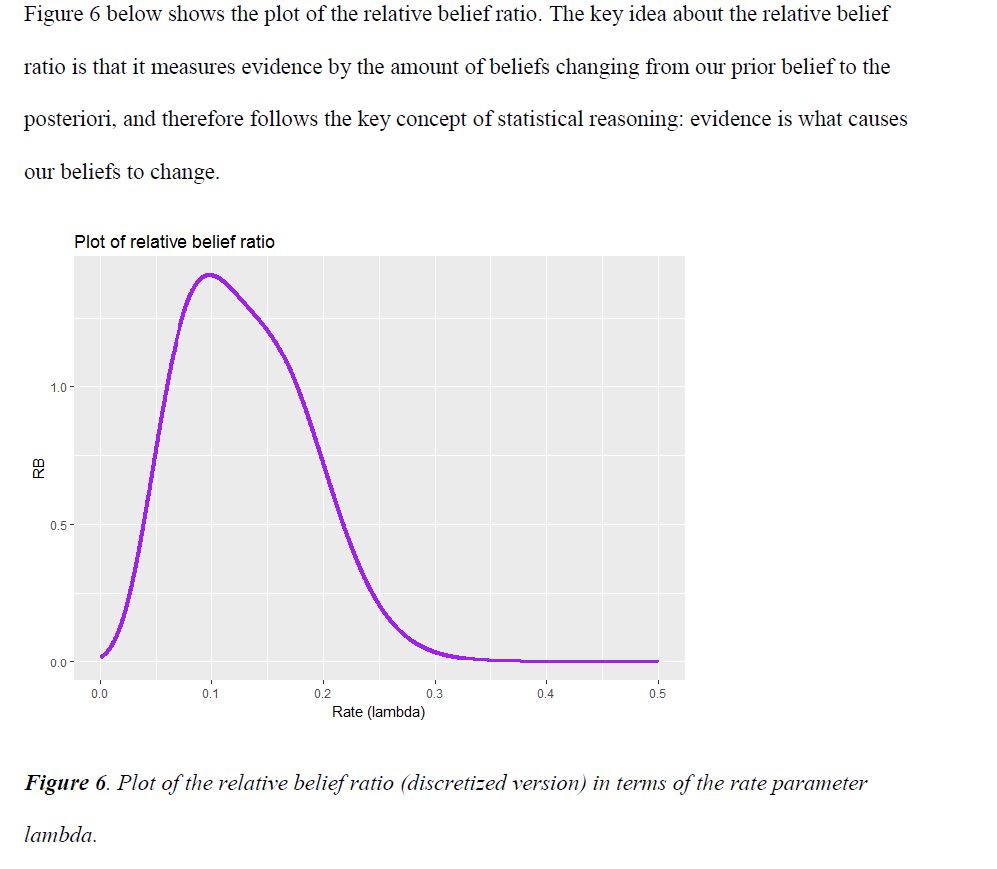 Figure 6 below shows the plot of the relative belief ratio. The key idea about the relative belief
ratio is that it measures evidence by the amount of beliefs changing from our prior belief to the
posteriori, and therefore follows the key concept of statistical reasoning: evidence is what causes
our beliefs to change.
Plot of relative belief ratio
1.0
RB
0.5
0.0
0.0 0.1 0.2 0.3 0.4 0.5
Rate (lambda)
Figure 6. Plot of the relative belief ratio (discretized version) in terms of the rate parameter
lambda.